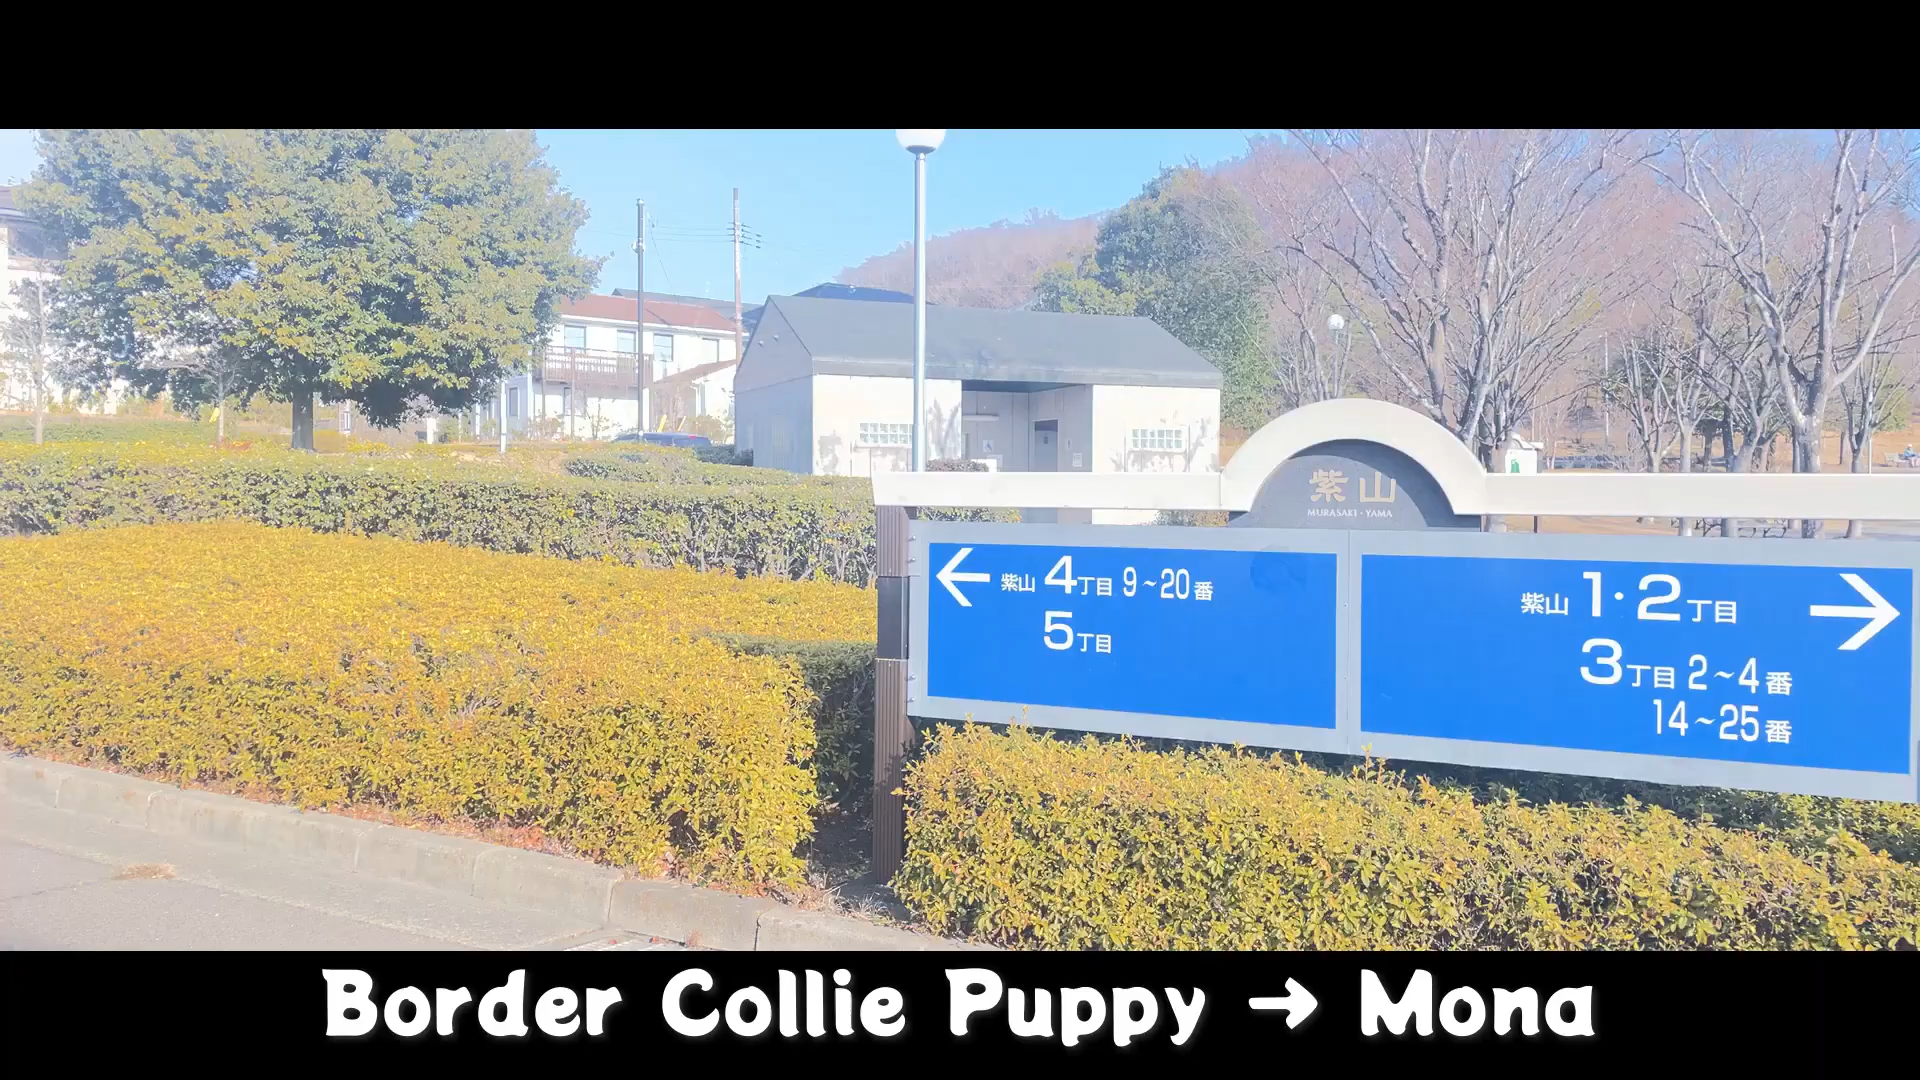 紫山
MURASAKI・YAMA
← 紫山 4丁目 9~20番
5丁目
紫山 1・2丁目 →
3丁目 2~4番
14~25番
Border Collie Puppy → Mona